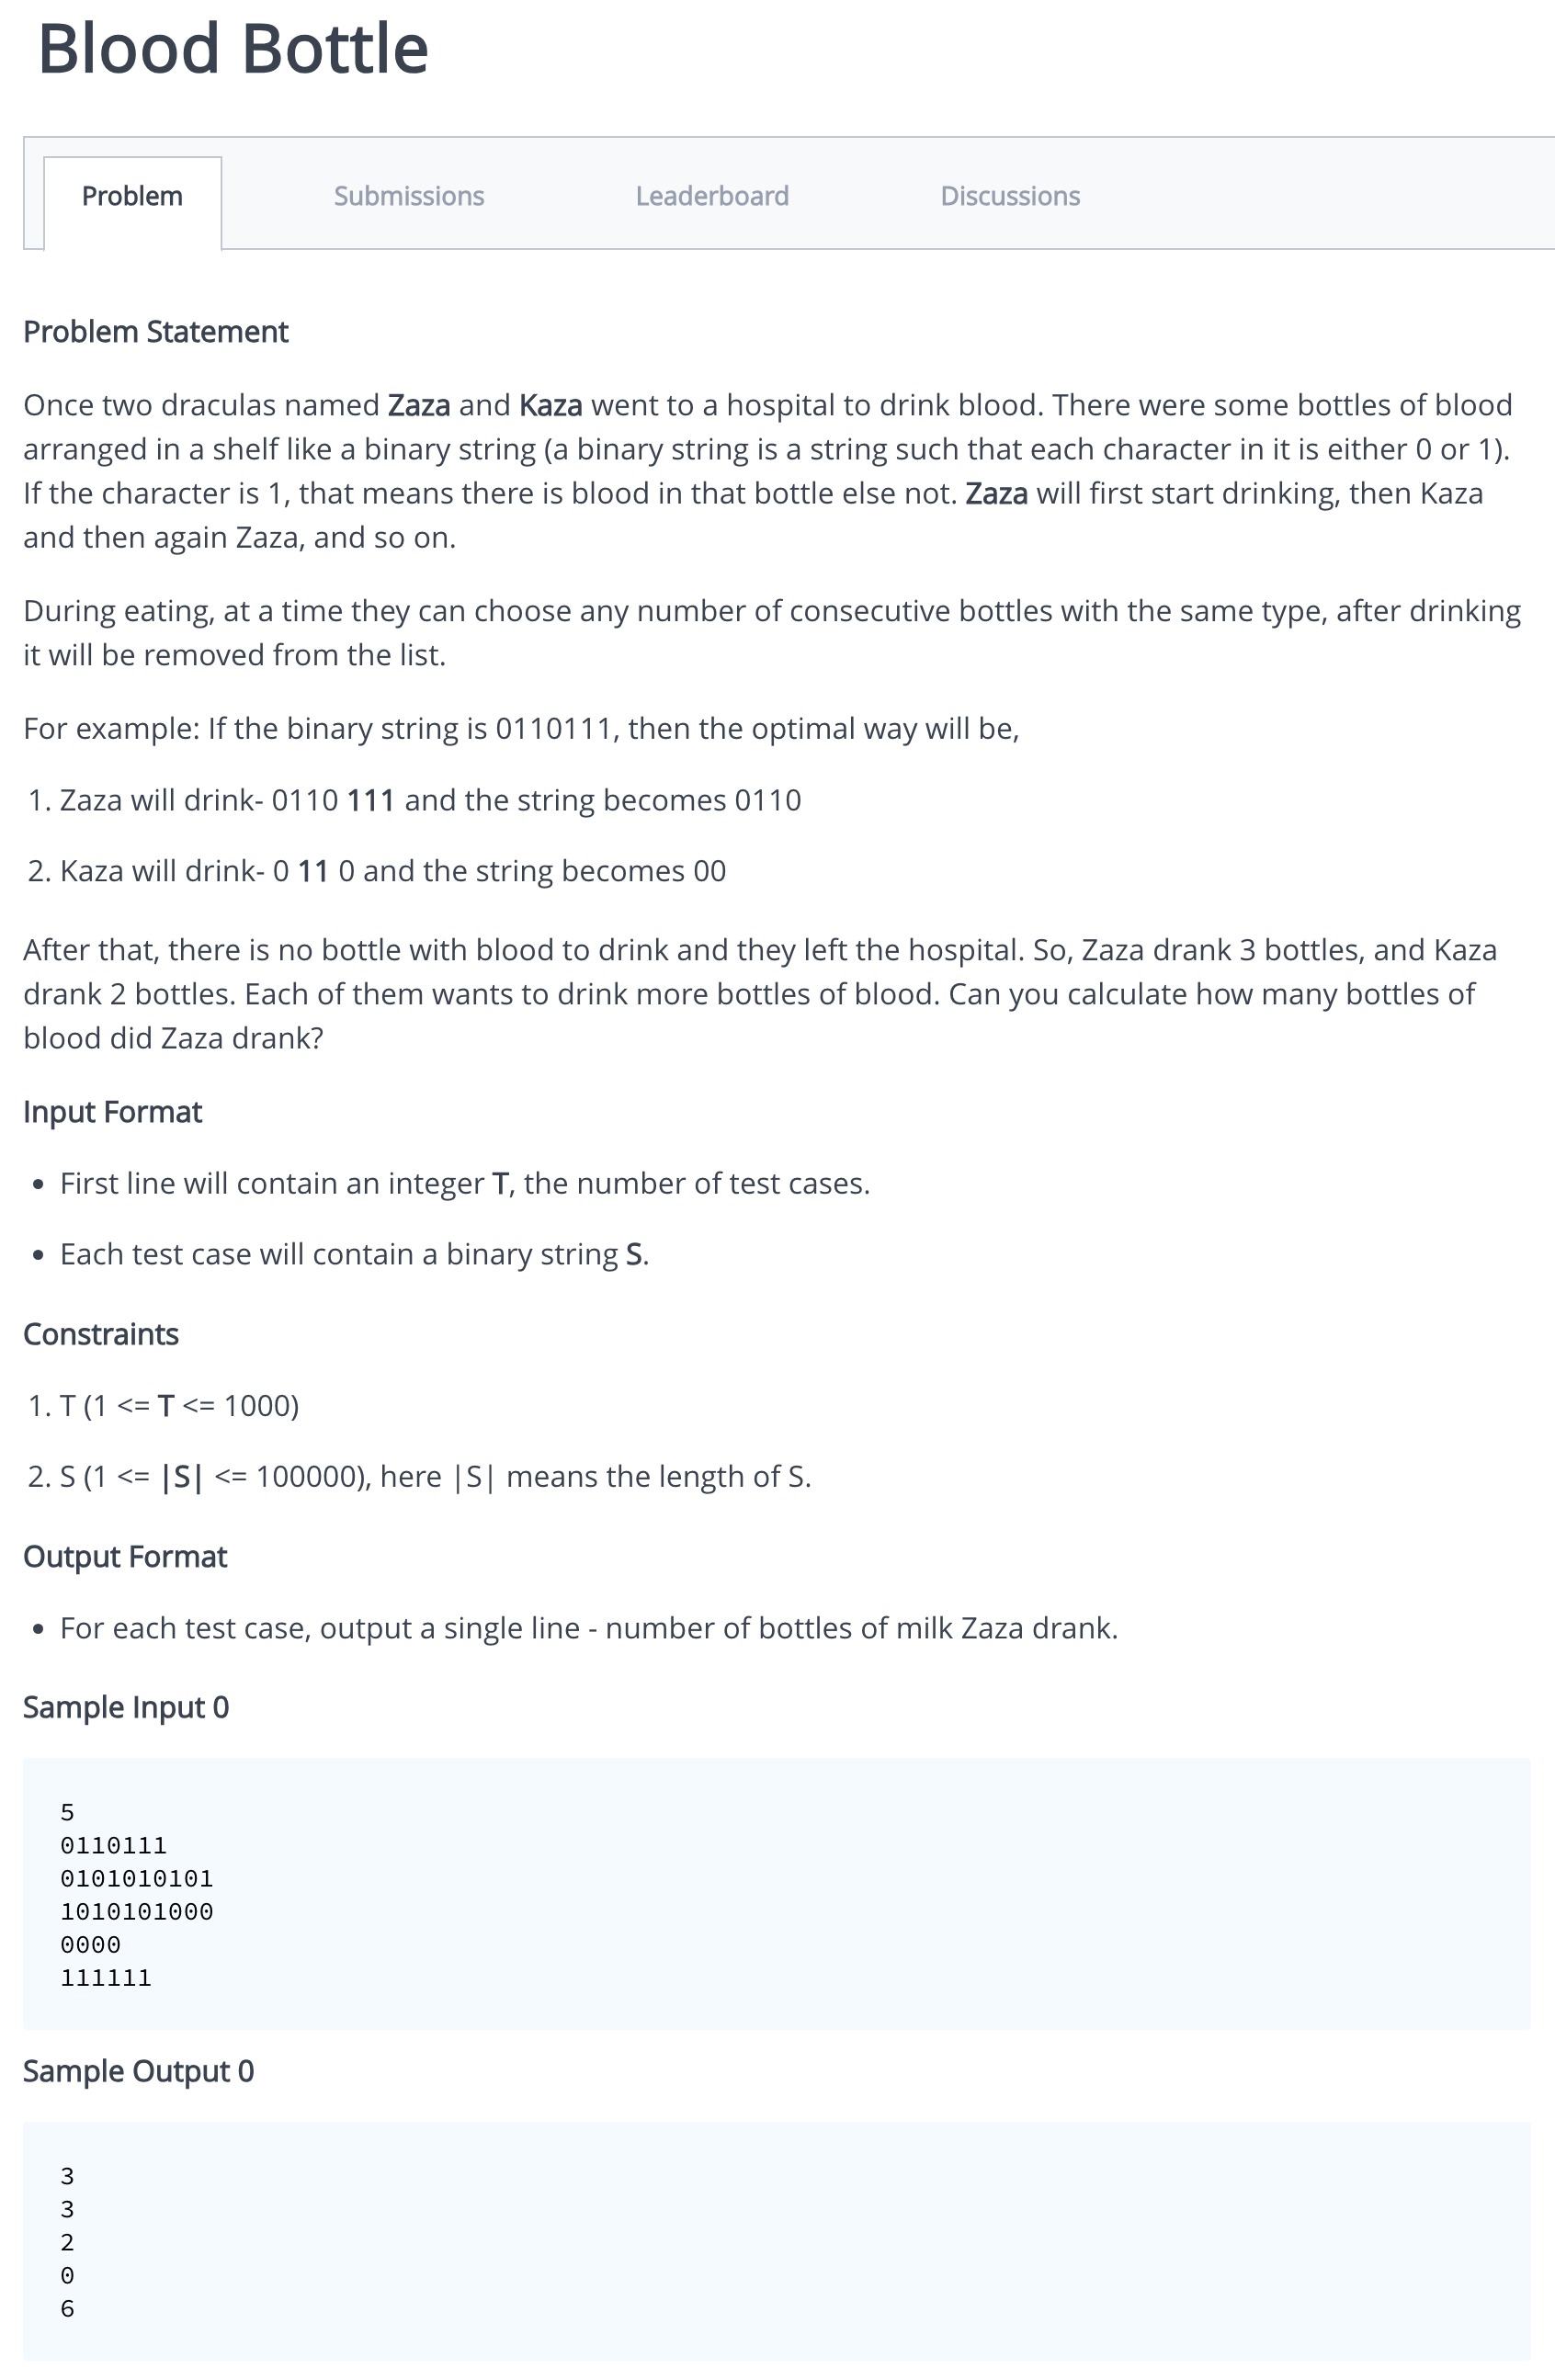 Blood Bottle
Problem Submissions Leaderboard Discussions
Problem Statement
Once two draculas named Zaza and Kaza went to a hospital to drink blood. There were some bottles of blood
arranged in a shelf like a binary string (a binary string is a string such that each character in it is either 0 or 1).
If the character is 1, that means there is blood in that bottle else not. Zaza will first start drinking, then Kaza
and then again Zaza, and so on.
During eating, at a time they can choose any number of consecutive bottles with the same type, after drinking
it will be removed from the list.
For example: If the binary string is 0110111, then the optimal way will be,
1. Zaza will drink- 0110 111 and the string becomes 0110
2. Kaza will drink- 0 11 0 and the string becomes 00
After that, there is no bottle with blood to drink and they left the hospital. So, Zaza drank 3 bottles, and Kaza
drank 2 bottles. Each of them wants to drink more bottles of blood. Can you calculate how many bottles of
blood did Zaza drank?
Input Format
• First line will contain an integer T, the number of test cases.
• Each test case will contain a binary string S.
Constraints
1. T (1 <= T <= 1000)
2. S (1 <= |S| <= 100000), here |S| means the length of S.
Output Format
• For each test case, output a single line - number of bottles of milk Zaza drank.
Sample Input 0
5
0110111
0101010101
1010101000
0000
111111
Sample Output 0
3
3
2
0
6